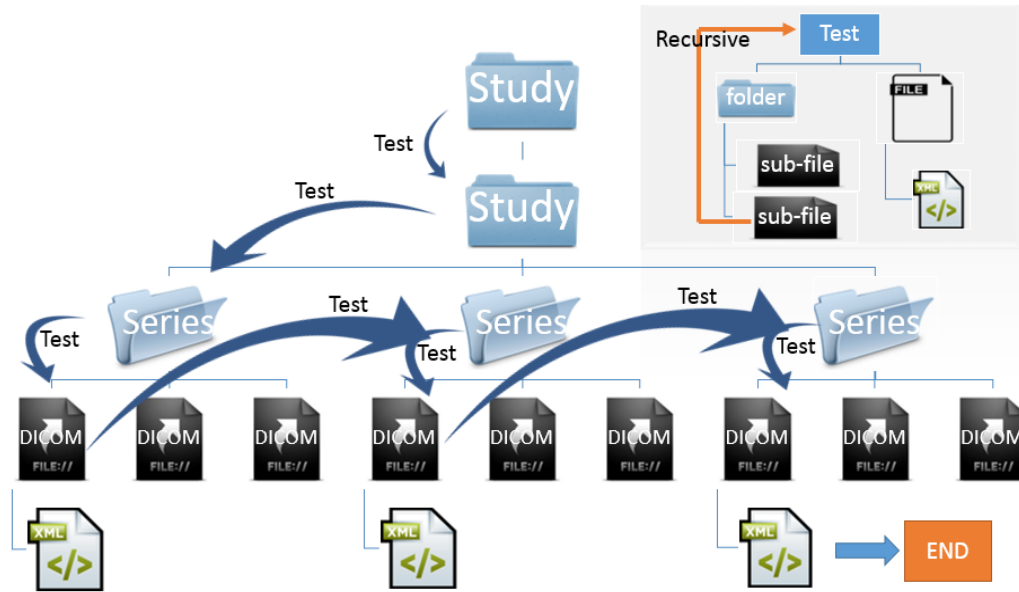 Recursive
Test
Study
folder
FILE
Test
sub-file
XML
</>
Test
Study
sub-file
Series
Test
Series
Test
Series
Test
Test
Test
DICOM
FILE://
DICOM
FILE://
DICOM
FILE://
DICOM
FILE://
DICOM
FILE://
DICOM
FILE://
DICOM
FILE://
DICOM
FILE://
DICOM
FILE://
XML
</>
XML
</>
XML
</>
END